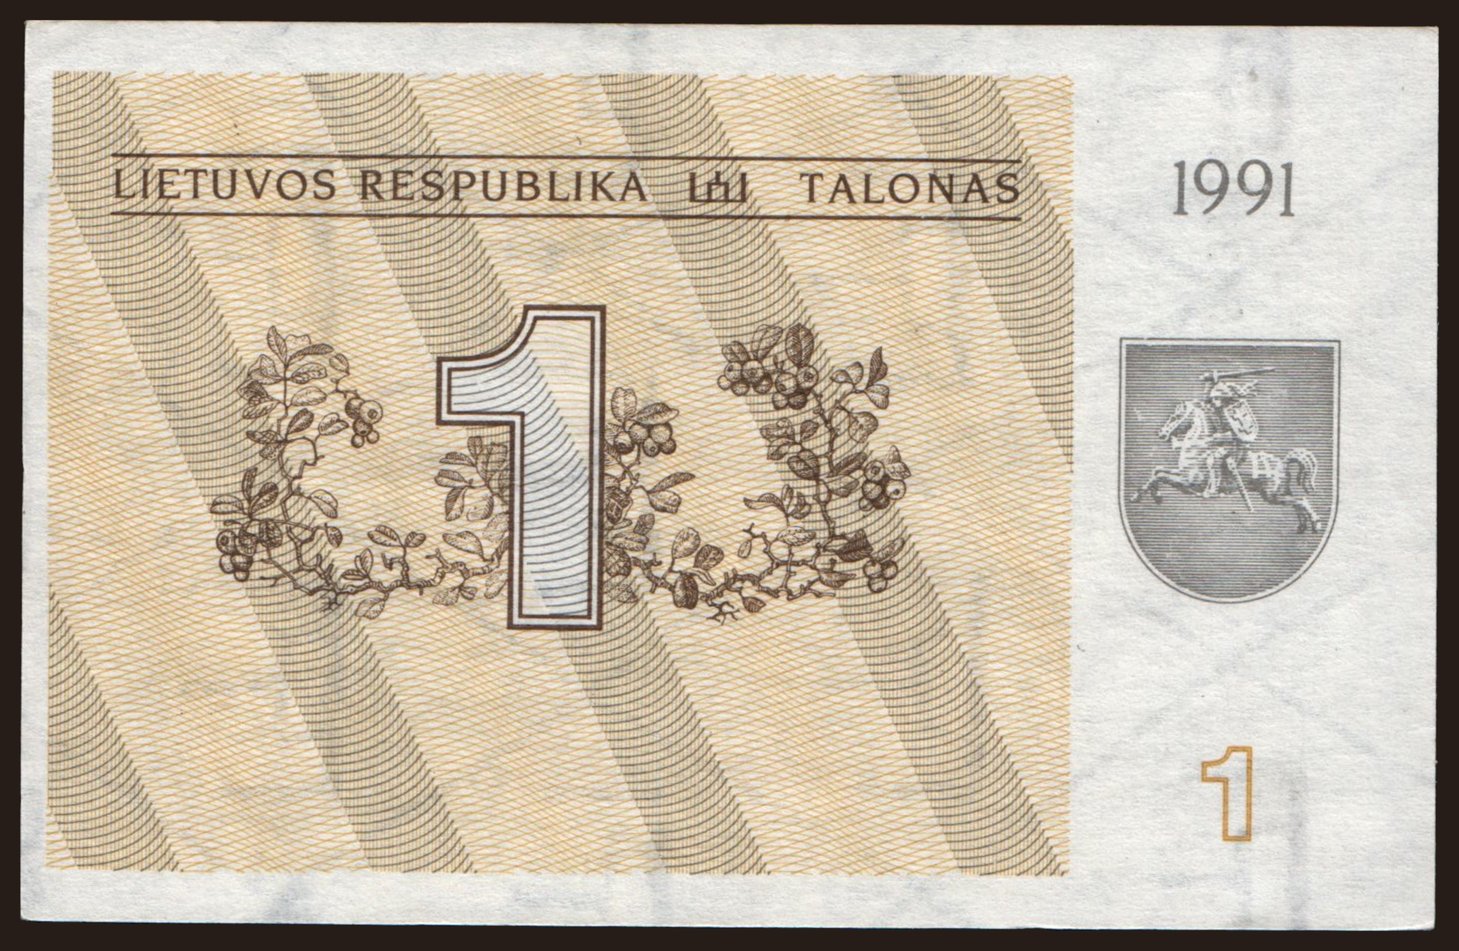 LIETUVOS RESPUBLIKA TALONAS
1991
1
1